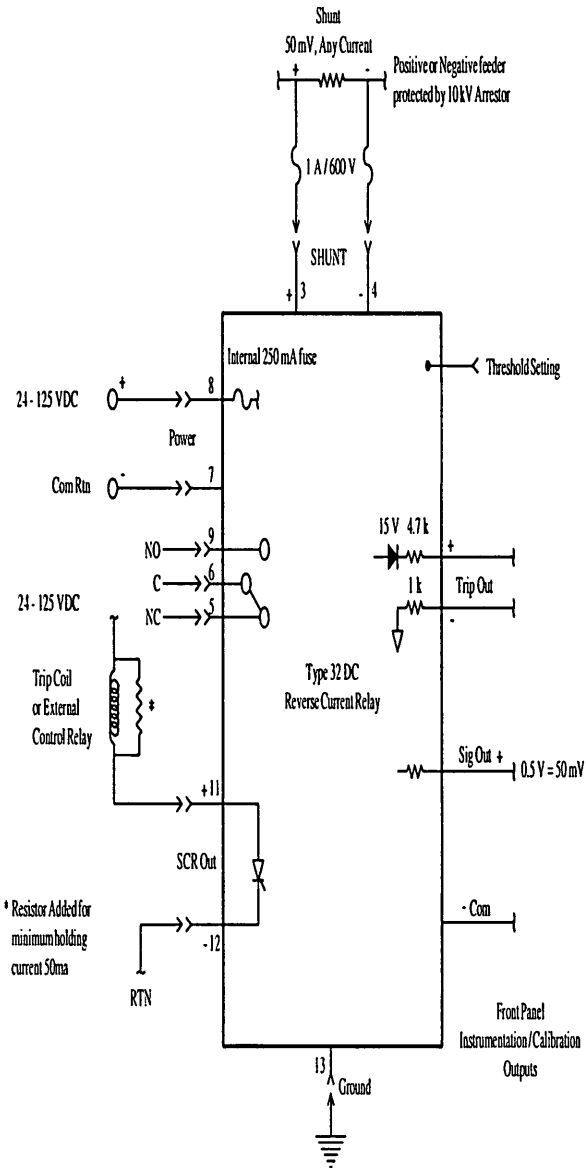 Shunt
50 mV, Any Current
+ -
Positive or Negative feeder
protected by 10 kV Arrestor
1 A / 600 V
SHUNT
+ 3 - 4
Internal 250 mA fuse
Threshold Setting
24 - 125 VDC
+ 8
Power
Com Rtn
- 7
NO 9
C 6
NC 5
15 V 4.7 k +
1 k Trip Out
-
24 - 125 VDC
Trip Coil
or External
Control Relay
*
Type 32 DC
Reverse Current Relay
Sig Out +
0.5 V = 50 mV
+ 11
SCR Out
- 12
* Resistor Added for
minimum holding
current 50ma
RTN
- Com
Front Panel
Instrumentation / Calibration
Outputs
13
Ground